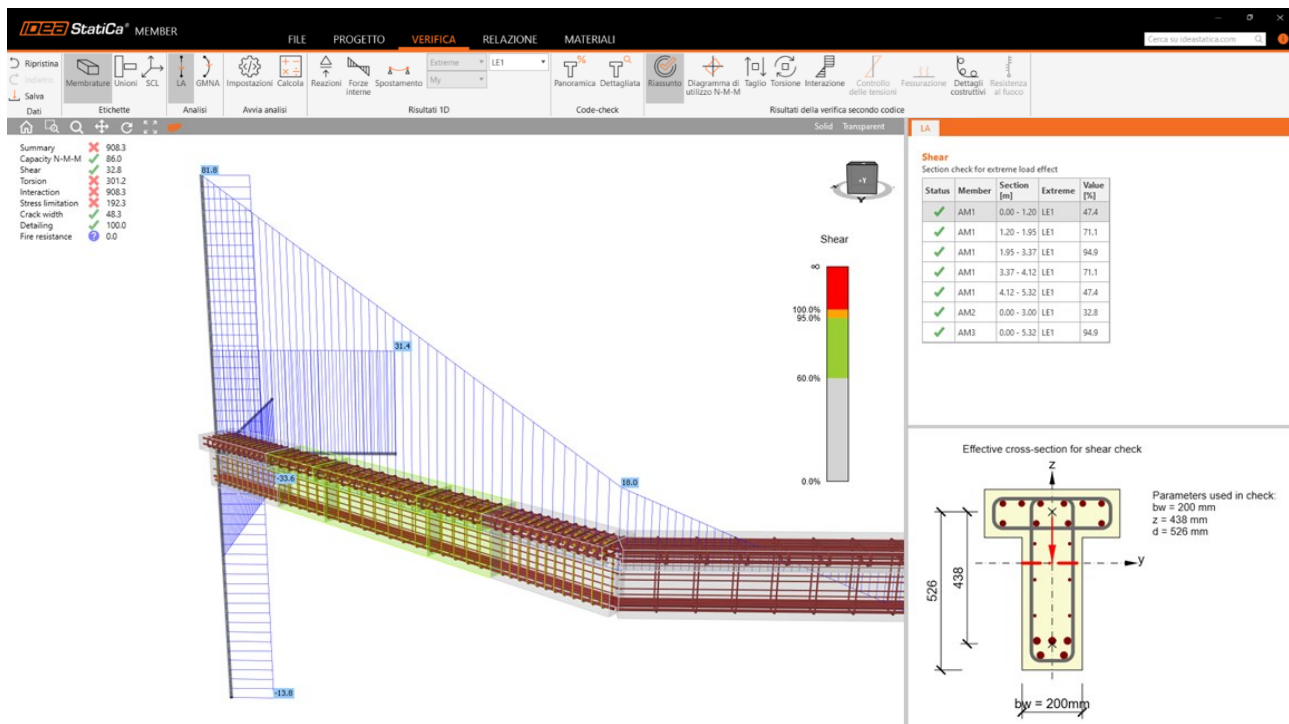 IDEA StatiCa® MEMBER
FILE PROGETTO VERIFICA RELAZIONE MATERIALI
Cerca su ideastatica.com
Ripristina
Indietro
Salva
Dati
Membrature Unioni SCL
Etichette
LA GMNA
Analisi
Impostazioni Calcola
Avvia analisi
Reazioni Forze interne Spostamento
Extreme LE1
My
Risultati 1D
Panoramica Dettagliata
Code-check
Riassunto Diagramma di utilizzo N-M-M Taglio Torsione Interazione Controllo delle tensioni Fessurazione Dettagli costruttivi Resistenza al fuoco
Risultati della verifica secondo codice
Solid Transparent
Summary 908.3
Capacity N-M-M 86.0
Shear 32.8
Torsion 301.2
Interaction 908.3
Stress limitation 192.3
Crack width 48.3
Detailing 100.0
Fire resistance ? 0.0
81.8
31.4
-33.6
18.0
-13.8
+Y
Shear
∞
100.0%
95.0%
60.0%
0.0%
LA
Shear
Section check for extreme load effect
Status Member Section [m] Extreme Value [%]
AM1 0.00 - 1.20 LE1 47.4
AM1 1.20 - 1.95 LE1 71.1
AM1 1.95 - 3.37 LE1 94.9
AM1 3.37 - 4.12 LE1 71.1
AM1 4.12 - 5.32 LE1 47.4
AM2 0.00 - 3.00 LE1 32.8
AM3 0.00 - 5.32 LE1 94.9
Effective cross-section for shear check
z
y
526
438
bw = 200mm
Parameters used in check:
bw = 200 mm
z = 438 mm
d = 526 mm